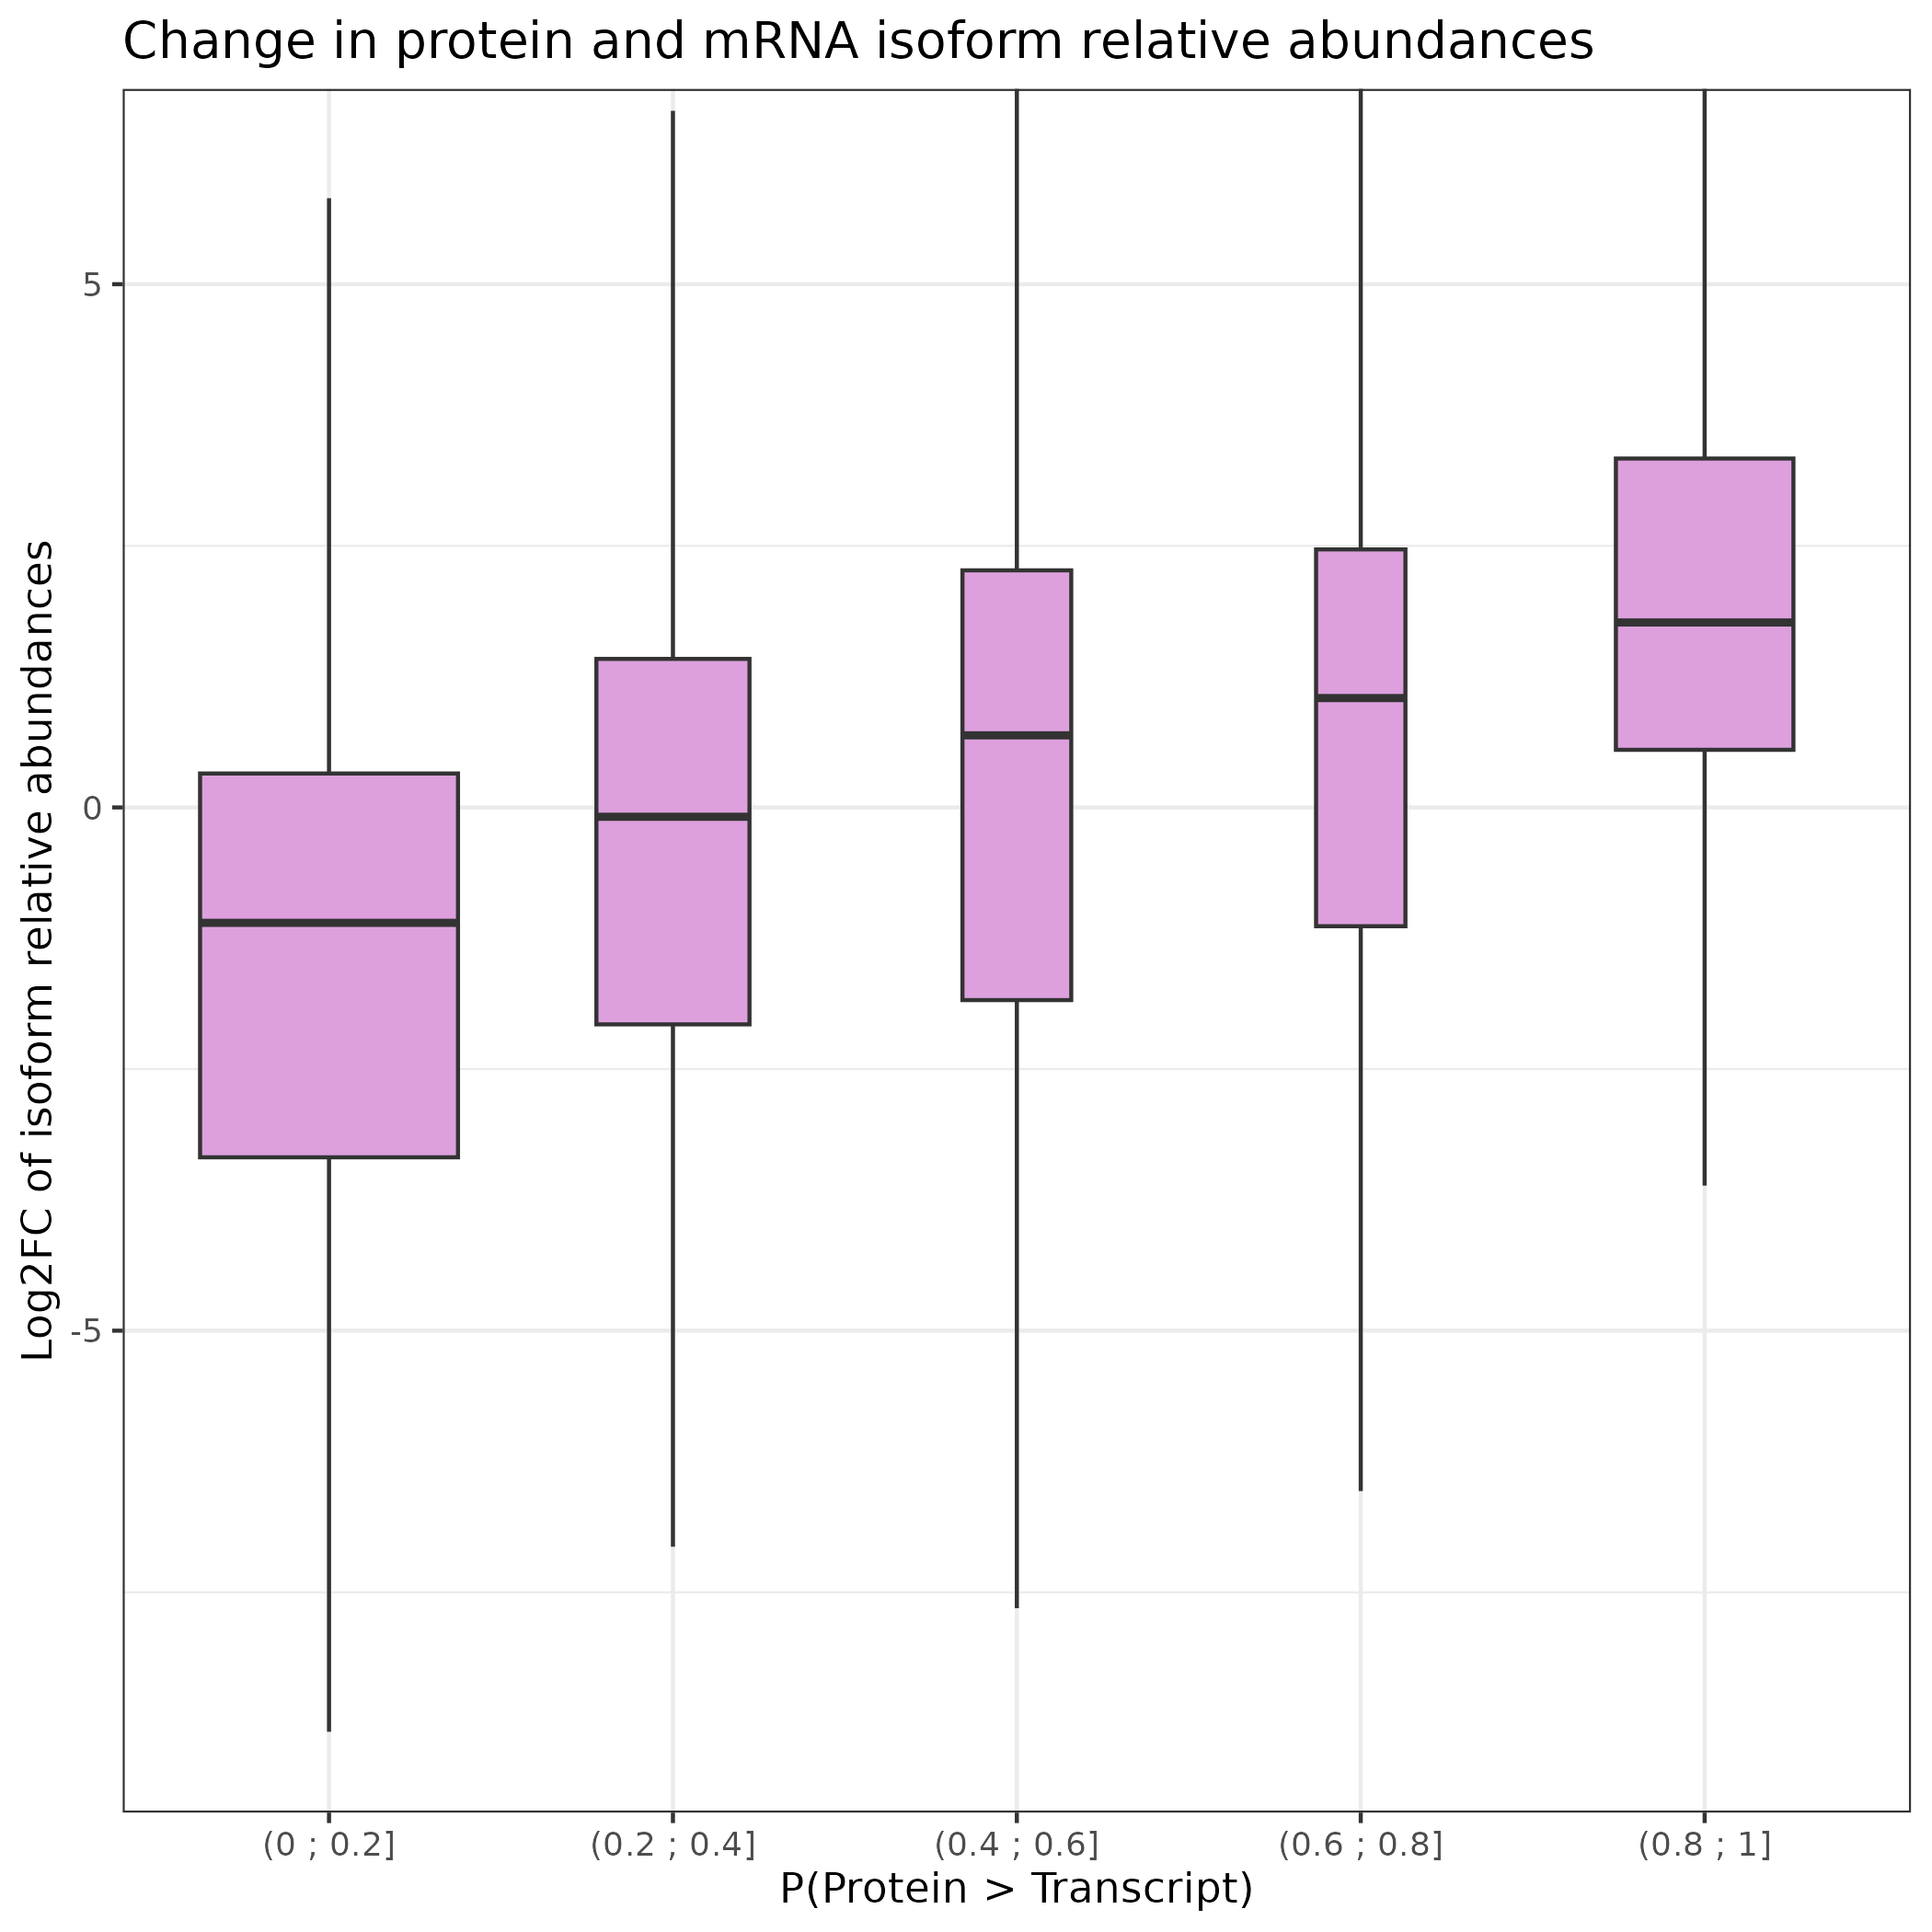 Change in protein and mRNA isoform relative abundances
Log2FC of isoform relative abundances
5
0
-5
(0 ; 0.2]
(0.2 ; 0.4]
(0.4 ; 0.6]
(0.6 ; 0.8]
(0.8 ; 1]
P(Protein > Transcript)